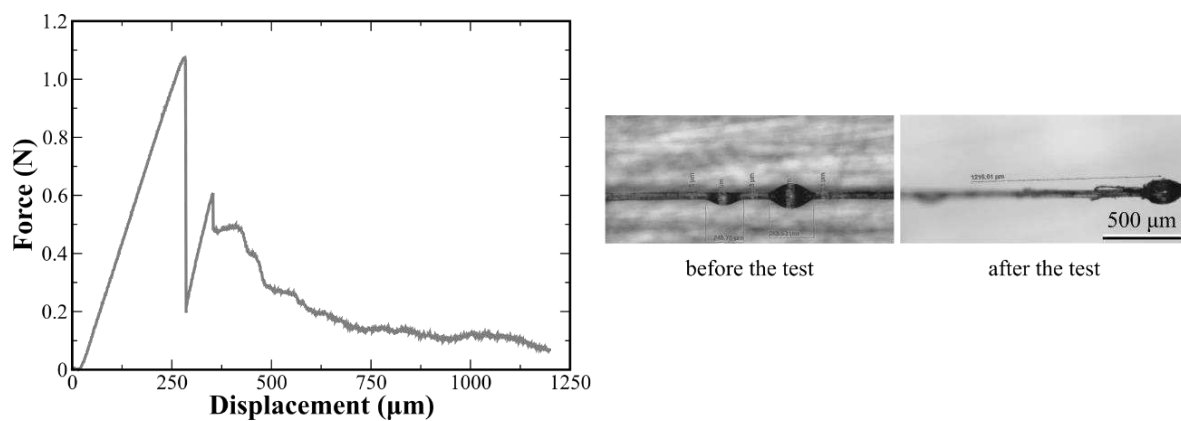 1.2
1.0
0.8
0.6
0.4
0.2
0
Force (N)
0 250 500 750 1000 1250
Displacement (μm)
before the test
500 μm
after the test